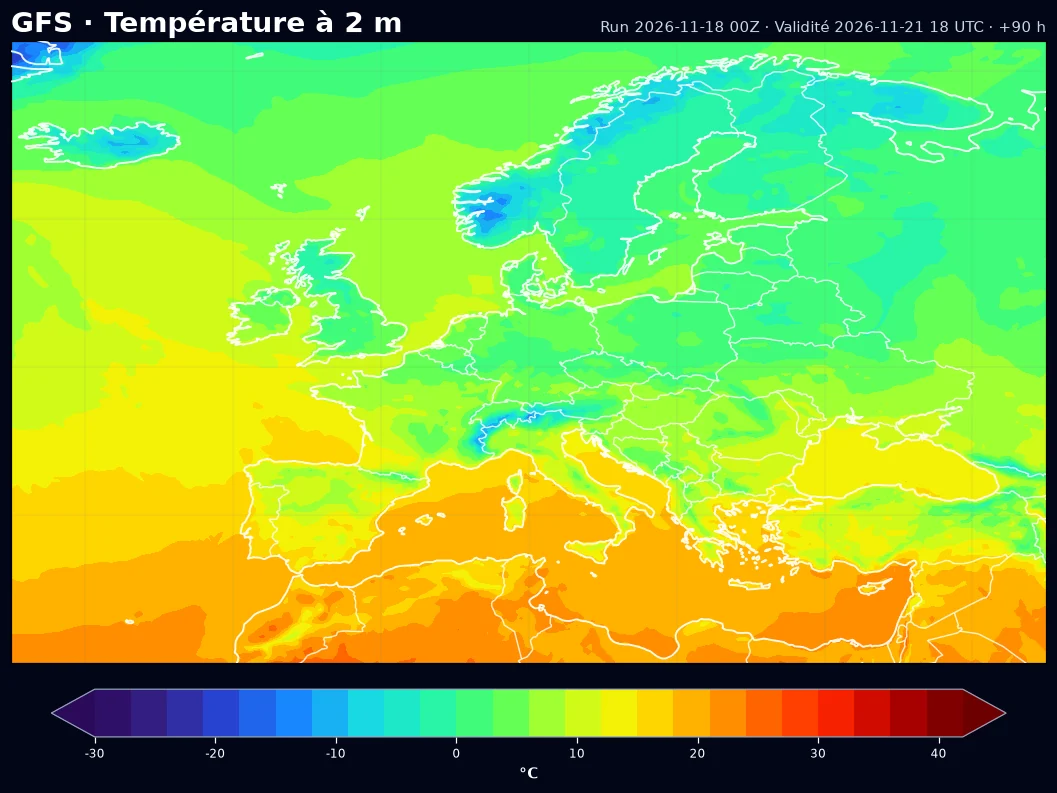 GFS · Température à 2 m
Run 2026-11-18 00Z · Validité 2026-11-21 18 UTC · +90 h
-30 -20 -10 0 10 20 30 40
°C